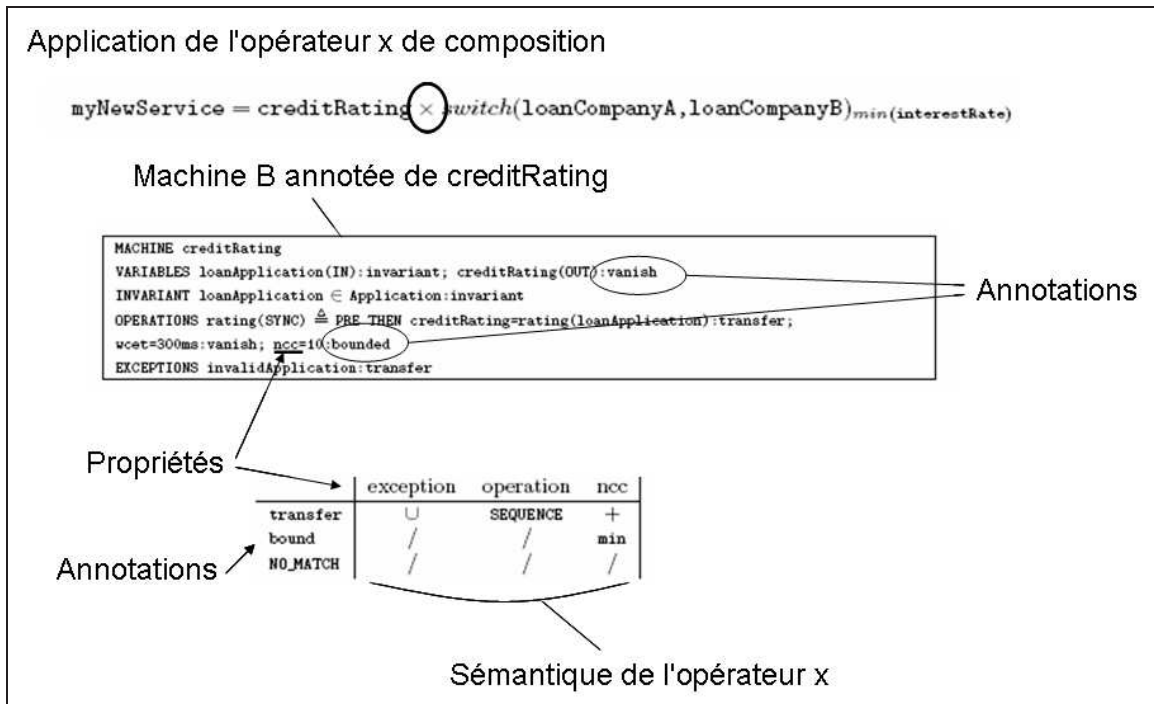 Application de l'opérateur x de composition
myNewService = creditRating × switch(loanCompanyA,loanCompanyB)min(interestRate)
Machine B annotée de creditRating
MACHINE creditRating
VARIABLES loanApplication(IN):invariant; creditRating(OUT):vanish
INVARIANT loanApplication ∈ Application:invariant
OPERATIONS rating(SYNC) ≜ PRE THEN creditRating=rating(loanApplication):transfer;
wcet=300ms:vanish; ncc=10:bounded
EXCEPTIONS invalidApplication:transfer
Annotations
Propriétés
exception operation ncc
transfer ∪ SEQUENCE +
bound / / min
NO_MATCH / / /
Annotations
Sémantique de l'opérateur x